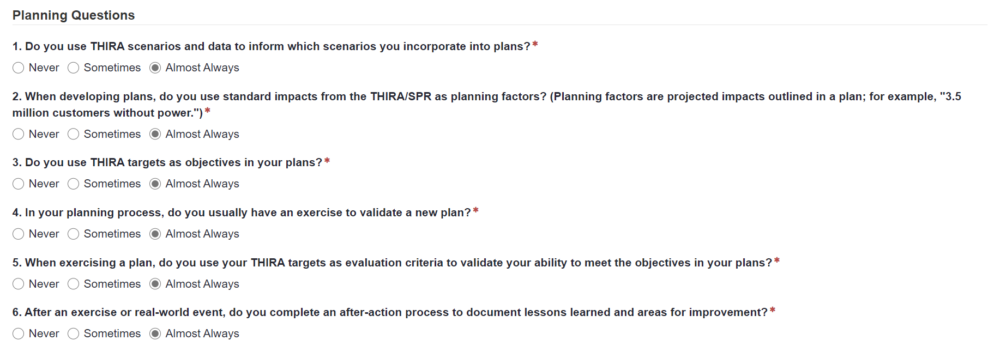 Planning Questions
1. Do you use THIRA scenarios and data to inform which scenarios you incorporate into plans?*
Never Sometimes Almost Always
2. When developing plans, do you use standard impacts from the THIRA/SPR as planning factors? (Planning factors are projected impacts outlined in a plan; for example, "3.5
million customers without power.")*
Never Sometimes Almost Always
3. Do you use THIRA targets as objectives in your plans?*
Never Sometimes Almost Always
4. In your planning process, do you usually have an exercise to validate a new plan?*
Never Sometimes Almost Always
5. When exercising a plan, do you use your THIRA targets as evaluation criteria to validate your ability to meet the objectives in your plans?*
Never Sometimes Almost Always
6. After an exercise or real-world event, do you complete an after-action process to document lessons learned and areas for improvement?*
Never Sometimes Almost Always